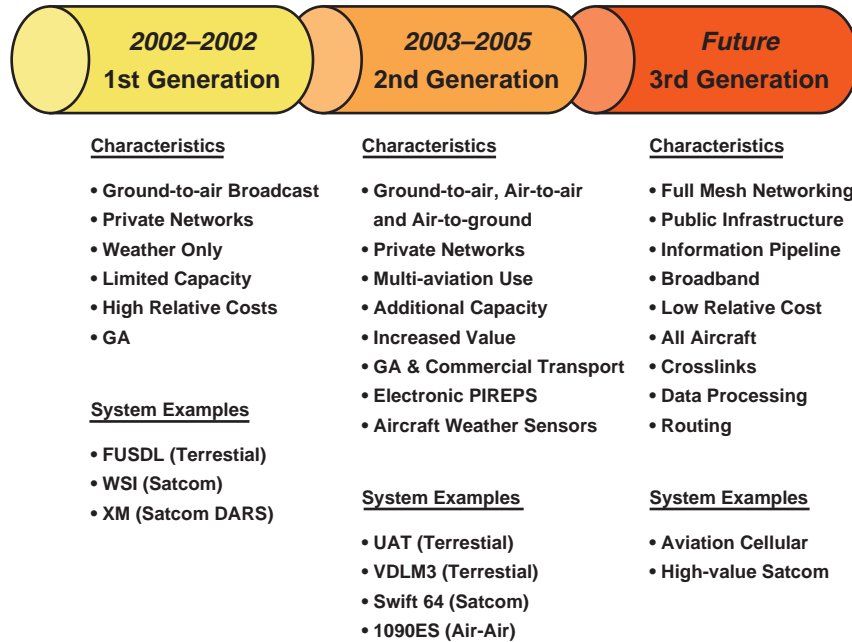 2002–2002
1st Generation
Characteristics
• Ground-to-air Broadcast
• Private Networks
• Weather Only
• Limited Capacity
• High Relative Costs
• GA
System Examples
• FUSDL (Terrestial)
• WSI (Satcom)
• XM (Satcom DARS)
2003–2005
2nd Generation
Characteristics
• Ground-to-air, Air-to-air
and Air-to-ground
• Private Networks
• Multi-aviation Use
• Additional Capacity
• Increased Value
• GA & Commercial Transport
• Electronic PIREPS
• Aircraft Weather Sensors
System Examples
• UAT (Terrestial)
• VDLM3 (Terrestial)
• Swift 64 (Satcom)
• 1090ES (Air-Air)
Future
3rd Generation
Characteristics
• Full Mesh Networking
• Public Infrastructure
• Information Pipeline
• Broadband
• Low Relative Cost
• All Aircraft
• Crosslinks
• Data Processing
• Routing
System Examples
• Aviation Cellular
• High-value Satcom